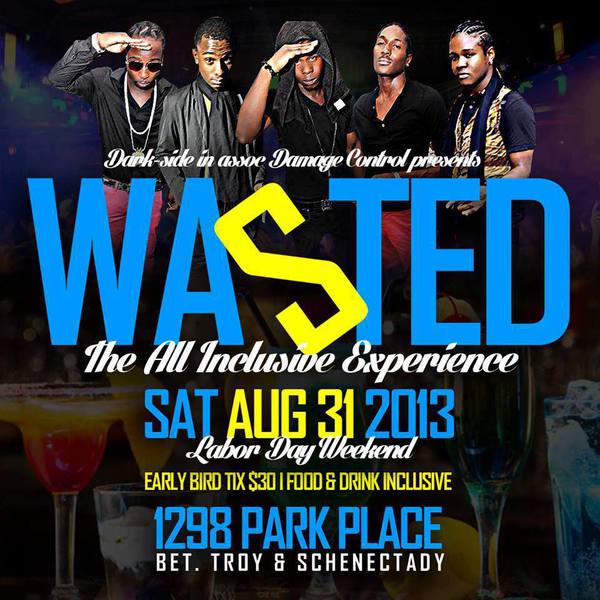 Dark-side in assoc Damage Control presents
WASTED
The All Inclusive Experience
SAT AUG 31 2013
Labor Day Weekend
EARLY BIRD TIX $30 | FOOD & DRINK INCLUSIVE
1298 PARK PLACE
BET. TROY & SCHENECTADY